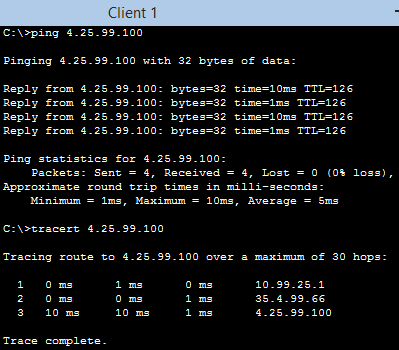 Client 1
C:\>ping 4.25.99.100
Pinging 4.25.99.100 with 32 bytes of data:
Reply from 4.25.99.100: bytes=32 time=10ms TTL=126
Reply from 4.25.99.100: bytes=32 time=1ms TTL=126
Reply from 4.25.99.100: bytes=32 time=10ms TTL=126
Reply from 4.25.99.100: bytes=32 time=1ms TTL=126
Ping statistics for 4.25.99.100:
Packets: Sent = 4, Received = 4, Lost = 0 (0% loss),
Approximate round trip times in milli-seconds:
Minimum = 1ms, Maximum = 10ms, Average = 5ms
C:\>tracert 4.25.99.100
Tracing route to 4.25.99.100 over a maximum of 30 hops:
1 0 ms 1 ms 0 ms 10.99.25.1
2 0 ms 0 ms 1 ms 35.4.99.66
3 10 ms 10 ms 1 ms 4.25.99.100
Trace complete.